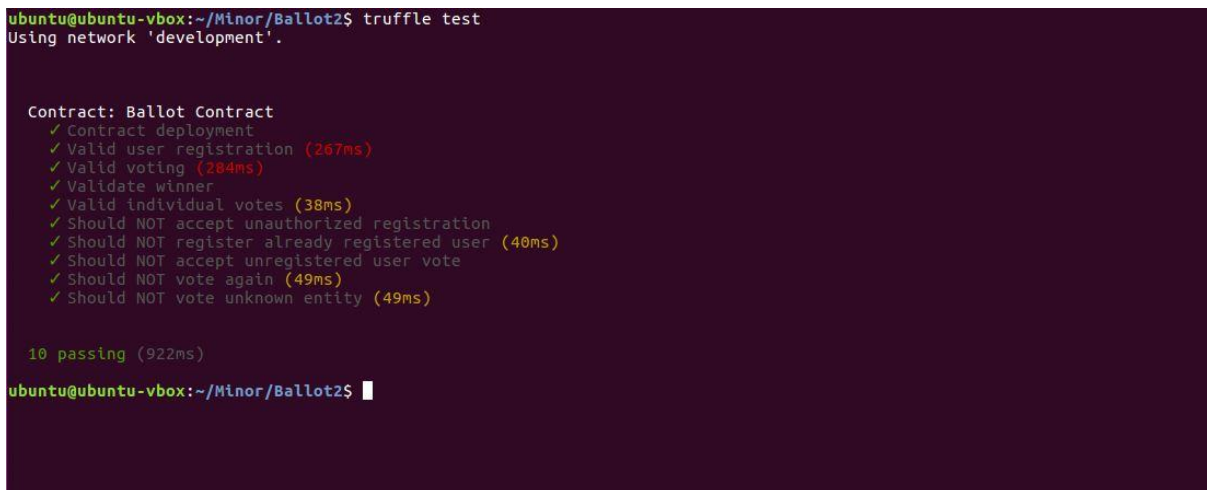 ubuntu@ubuntu-vbox:~/Minor/Ballot2$ truffle test
Using network 'development'.
Contract: Ballot Contract
✓ Contract deployment
✓ Valid user registration (267ms)
✓ Valid voting (284ms)
✓ Validate winner
✓ Valid individual votes (38ms)
✓ Should NOT accept unauthorized registration
✓ Should NOT register already registered user (40ms)
✓ Should NOT accept unregistered user vote
✓ Should NOT vote again (49ms)
✓ Should NOT vote unknown entity (49ms)
10 passing (922ms)
ubuntu@ubuntu-vbox:~/Minor/Ballot2$